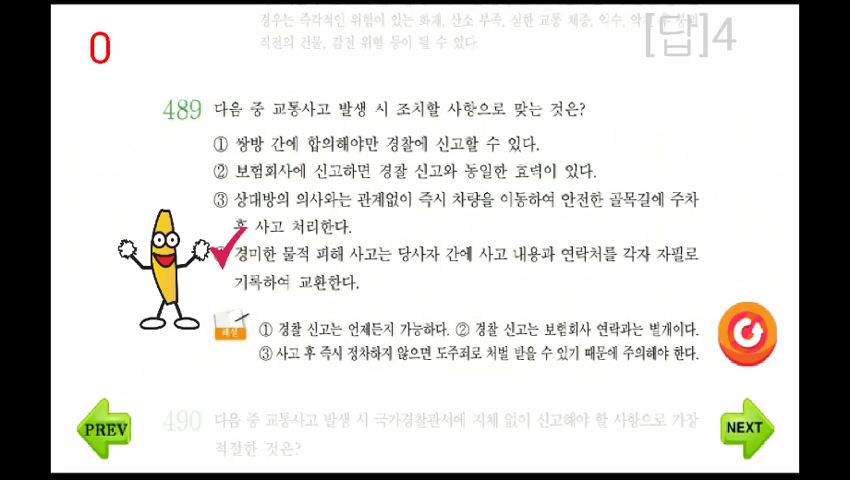 경우는 즉각적인 위험이 있는 화재, 산소 부족, 심한 교통 체증, 익수,
직전의 건물, 감전 위험 등이 될 수 있다.
0
[답]4
489 다음 중 교통사고 발생 시 조치할 사항으로 맞는 것은?
① 쌍방 간에 합의해야만 경찰에 신고할 수 있다.
② 보험회사에 신고하면 경찰 신고와 동일한 효력이 있다.
③ 상대방의 의사와는 관계없이 즉시 차량을 이동하여 안전한 골목길에 주차
후 사고 처리한다.
경미한 물적 피해 사고는 당사자 간에 사고 내용과 연락처를 각자 자필로
기록하여 교환한다.
해설
① 경찰 신고는 언제든지 가능하다. ② 경찰 신고는 보험회사 연락과는 별개이다.
③ 사고 후 즉시 정차하지 않으면 도주죄로 처벌 받을 수 있기 때문에 주의해야 한다.
PREV
NEXT
490 다음 중 교통사고 발생 시 국가경찰관서에 지체 없이 신고해야 할 사항으로 가장
적절한 것은?